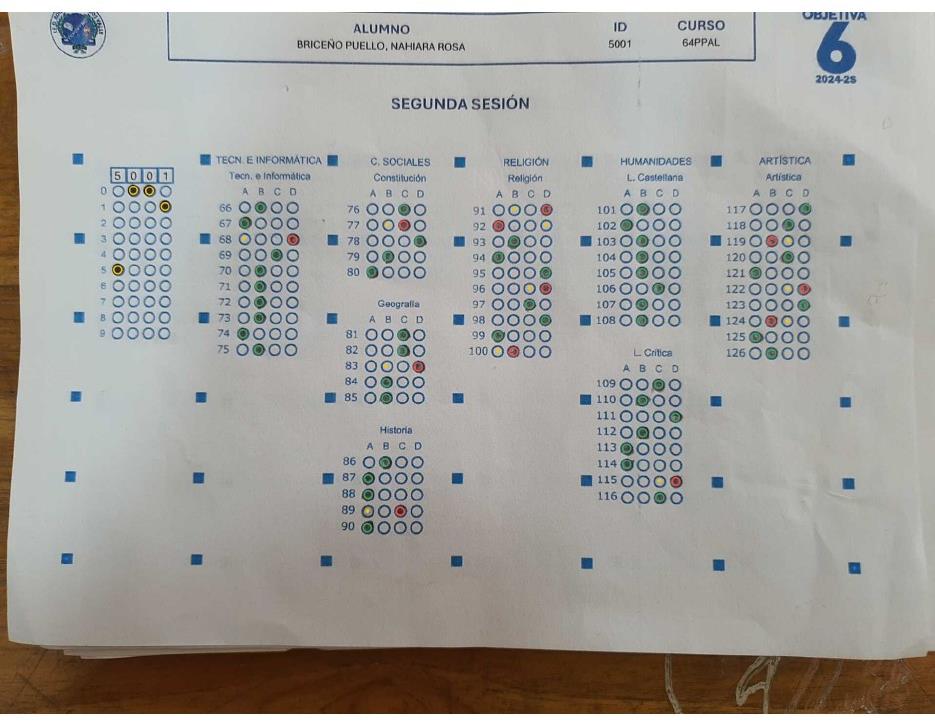 OBJETIVA
6
2024-2S
ALUMNO
BRICEÑO PUELLO, NAHIARA ROSA
ID
5001
CURSO
64PPAL
SEGUNDA SESIÓN
5 0 0 1
0
1
2
3
4
5
6
7
8
9
TECN. E INFORMÁTICA
Tecn. e Informática
A B C D
66
67
68
69
70
71
72
73
74
75
C. SOCIALES
Constitución
A B C D
76
77
78
79
80
Geografía
A B C D
81
82
83
84
85
Historia
A B C D
86
87
88
89
90
RELIGIÓN
Religión
A B C D
91
92
93
94
95
96
97
98
99
100
HUMANIDADES
L. Castellana
A B C D
101
102
103
104
105
106
107
108
L. Crítica
A B C D
109
110
111
112
113
114
115
116
ARTÍSTICA
Artística
A B C D
117
118
119
120
121
122
123
124
125
126